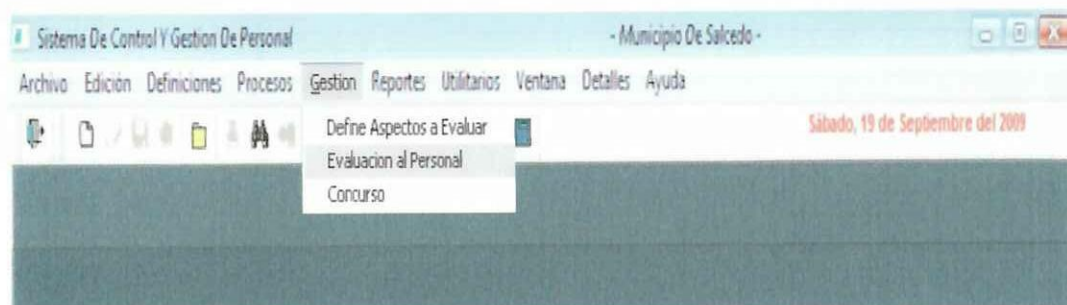 Sistema De Control Y Gestion De Personal - Municipio De Salcedo -
Archivo Edición Definiciones Procesos Gestion Reportes Utilitarios Ventana Detalles Ayuda
Sábado, 19 de Septiembre del 2009
Define Aspectos a Evaluar
Evaluacion al Personal
Concurso